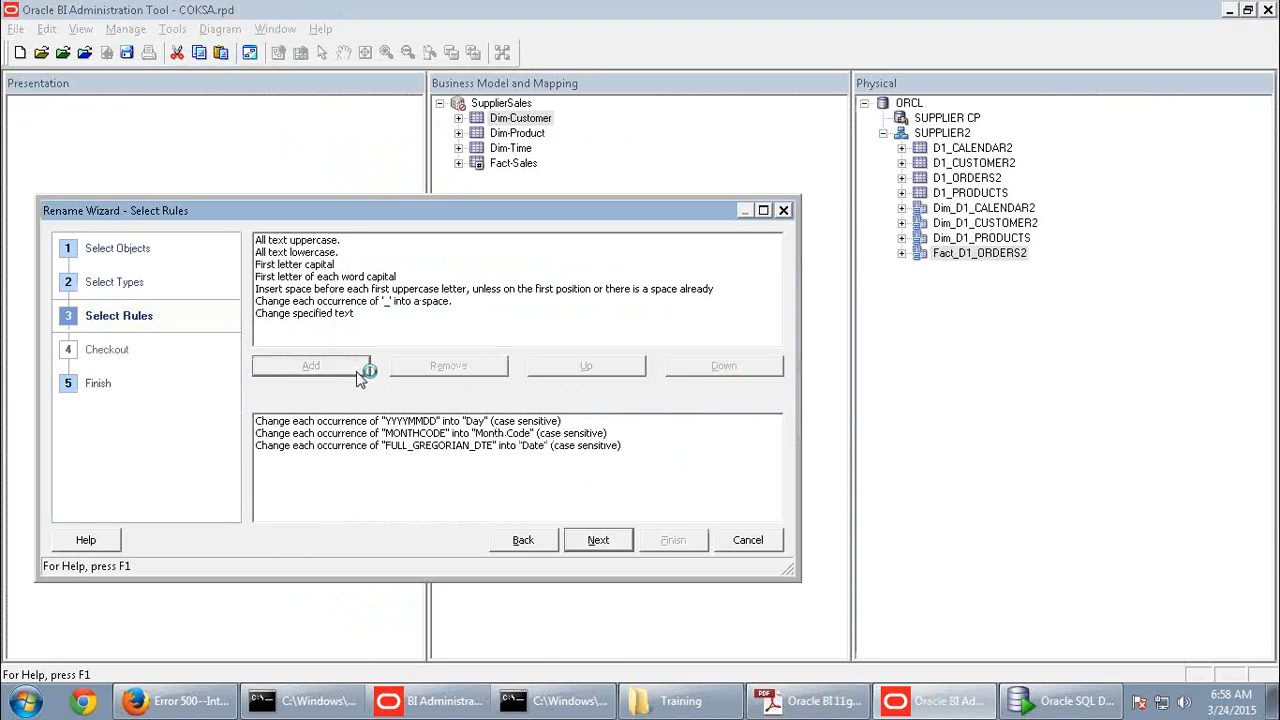 Oracle BI Administration Tool - COKSA.rpd
File Edit View Manage Tools Diagram Window Help
Presentation
Business Model and Mapping
Physical
SupplierSales
Dim-Customer
Dim-Product
Dim-Time
Fact-Sales
ORCL
SUPPLIER CP
SUPPLIER2
D1_CALENDAR2
D1_CUSTOMER2
D1_ORDERS2
D1_PRODUCTS
Dim_D1_CALENDAR2
Dim_D1_CUSTOMER2
Dim_D1_PRODUCTS
Fact_D1_ORDERS2
Rename Wizard - Select Rules
1 Select Objects
2 Select Types
3 Select Rules
4 Checkout
5 Finish
All text uppercase.
All text lowercase.
First letter capital
First letter of each word capital
Insert space before each first uppercase letter, unless on the first position or there is a space already
Change each occurrence of '_' into a space.
Change specified text
Add Remove Up Down
Change each occurrence of "YYYYMMDD" into "Day" (case sensitive)
Change each occurrence of "MONTHCODE" into "Month Code" (case sensitive)
Change each occurrence of "FULL_GREGORIAN_DTE" into "Date" (case sensitive)
Help Back Next Finish Cancel
For Help, press F1
For Help, press F1
Error 500--Int...
C:\Windows\...
BI Administra...
C:\Windows\...
Training
Oracle BI11g...
Oracle BI Ad...
Oracle SQL D...
6:58 AM
3/24/2015